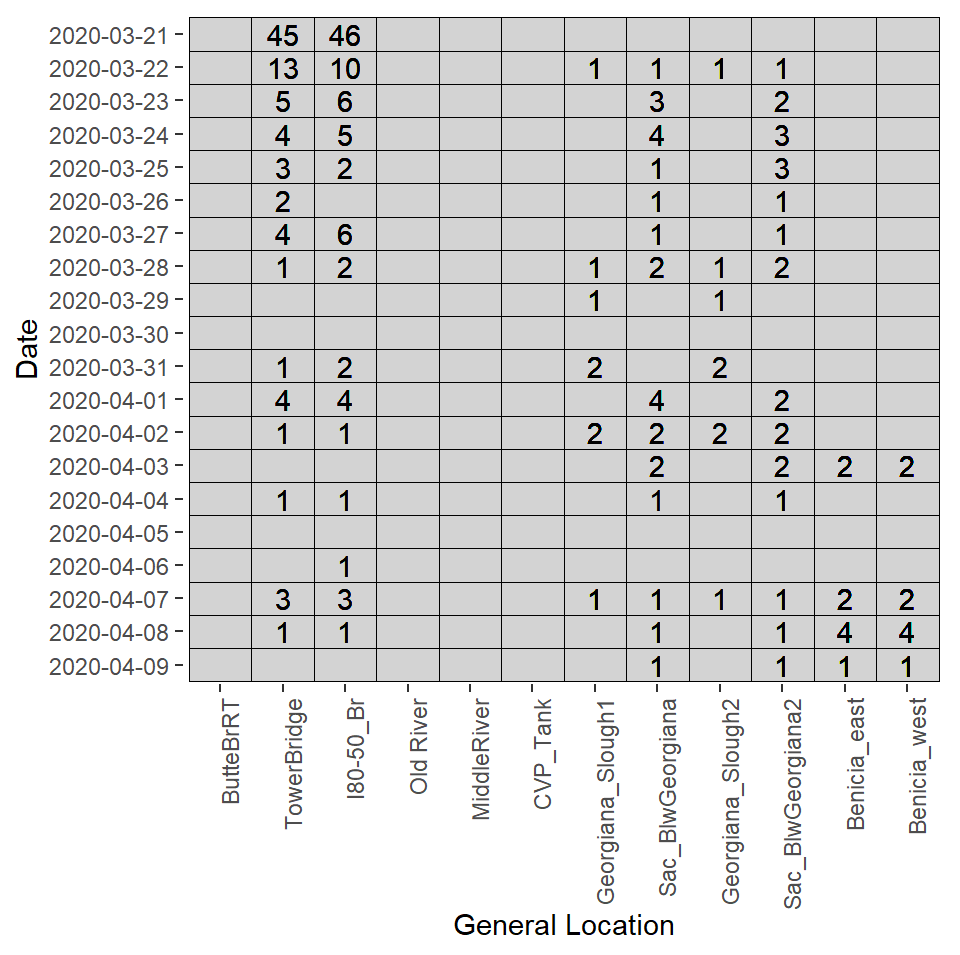 2020-03-21 45 46
2020-03-22 13 10 1 1 1 1
2020-03-23 5 6 3 2
2020-03-24 4 5 4 3
2020-03-25 3 2 1 3
2020-03-26 2 1 1
2020-03-27 4 6 1 1
2020-03-28 1 2 1 2 1 2
2020-03-29 1 1
2020-03-30
2020-03-31 1 2 2 2
2020-04-01 4 4 4 2
2020-04-02 1 1 2 2 2 2
2020-04-03 2 2 2 2
2020-04-04 1 1 1 1
2020-04-05
2020-04-06 1
2020-04-07 3 3 1 1 1 1 2 2
2020-04-08 1 1 1 1 4 4
2020-04-09 1 1 1 1
Date
ButteBrRT
TowerBridge
I80-50_Br
Old River
MiddleRiver
CVP_Tank
Georgiana_Slough1
Sac_BlwGeorgiana
Georgiana_Slough2
Sac_BlwGeorgiana2
Benicia_east
Benicia_west
General Location